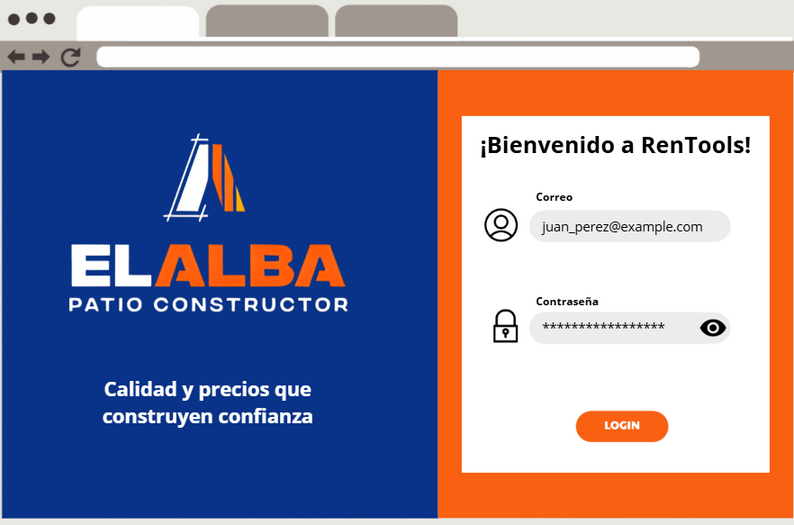 ELALBA
PATIO CONSTRUCTOR
Calidad y precios que
construyen confianza
¡Bienvenido a RenTools!
Correo
juan_perez@example.com
Contraseña
*****************
LOGIN